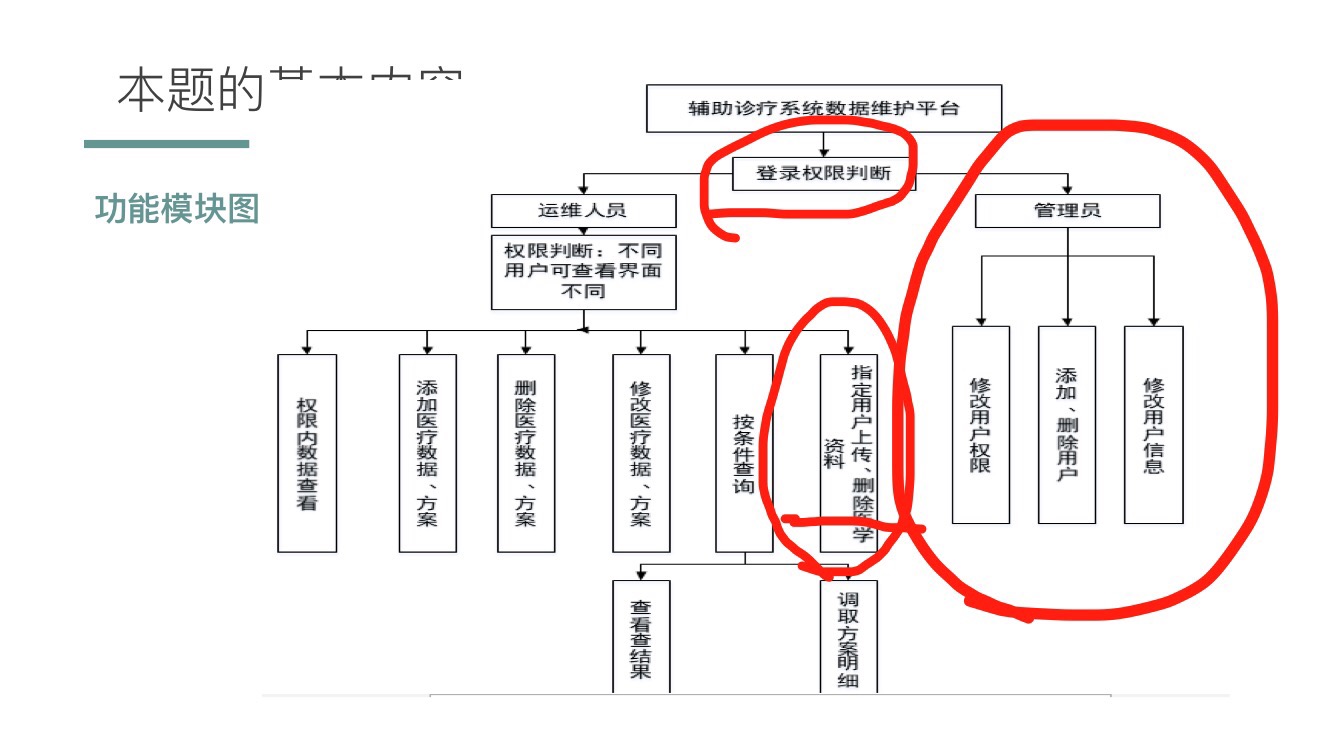 本题的基本内容
功能模块图
辅助诊疗系统数据维护平台
登录权限判断
运维人员
管理员
权限判断：不同
用户可查看界面
不同
权限内数据查看
添加医疗数据、方案
删除医疗数据、方案
修改医疗数据、方案
按条件查询
指定用户上传、删除医学
资料
修改用户权限
添加、删除用户
修改用户信息
查看查结果
调取方案明细